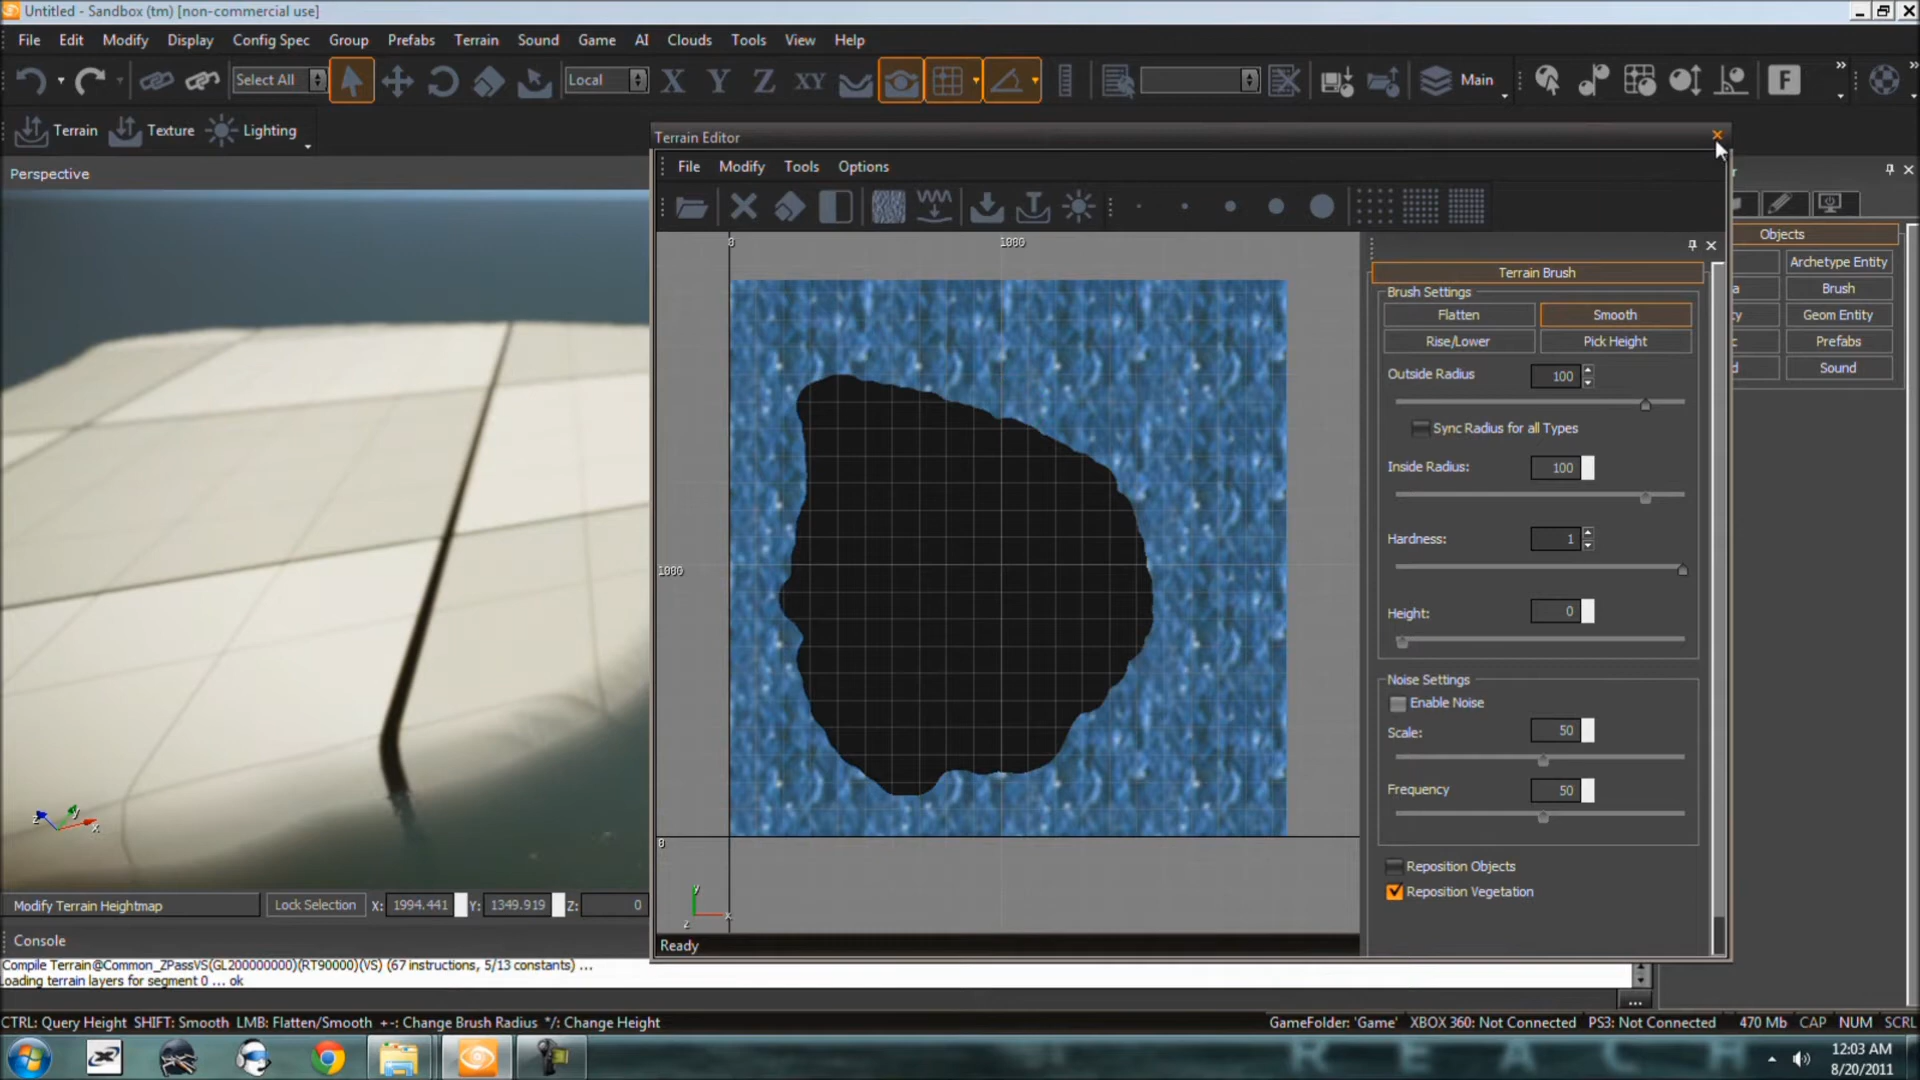 Untitled - Sandbox (tm) [non-commercial use]
File Edit Modify Display Config Spec Group Prefabs Terrain Sound Game AI Clouds Tools View Help
Select All Local X Y Z XY Main F
Terrain Texture Lighting
Terrain Editor
Perspective
File Modify Tools Options
Objects
Archetype Entity
Brush
Geom Entity
Prefabs
Sound
0 1000
1000
0
Terrain Brush
Brush Settings
Flatten Smooth
Rise/Lower Pick Height
Outside Radius 100
Sync Radius for all Types
Inside Radius: 100
Hardness: 1
Height: 0
Noise Settings
Enable Noise
Scale: 50
Frequency 50
Reposition Objects
Reposition Vegetation
z y x
y z x
Modify Terrain Heightmap Lock Selection X: 1994.441 Y: 1349.919 Z: 0
Ready
Console
Compile Terrain@Common_ZPassVS(GL200000000)(RT90000)(VS) (67 instructions, 5/13 constants) ...
Loading terrain layers for segment 0 ... ok
CTRL: Query Height SHIFT: Smooth LMB: Flatten/Smooth +-: Change Brush Radius */: Change Height
GameFolder: 'Game' XBOX 360: Not Connected PS3: Not Connected 470 Mb CAP NUM SCRL
R E A C H
12:03 AM
8/20/2011